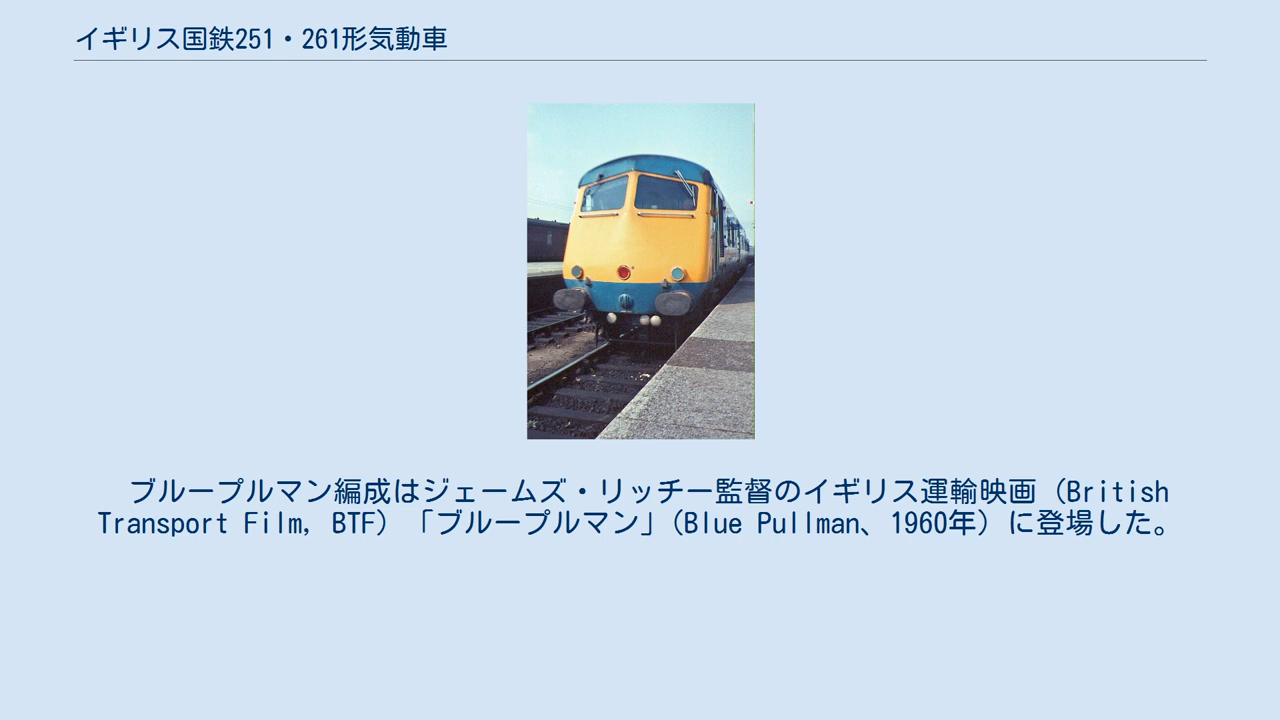 イギリス国鉄251・261形気動車
ブループルマン編成はジェームズ・リッチー監督のイギリス運輸映画（British
Transport Film, BTF）「ブループルマン」（Blue Pullman、1960年）に登場した。